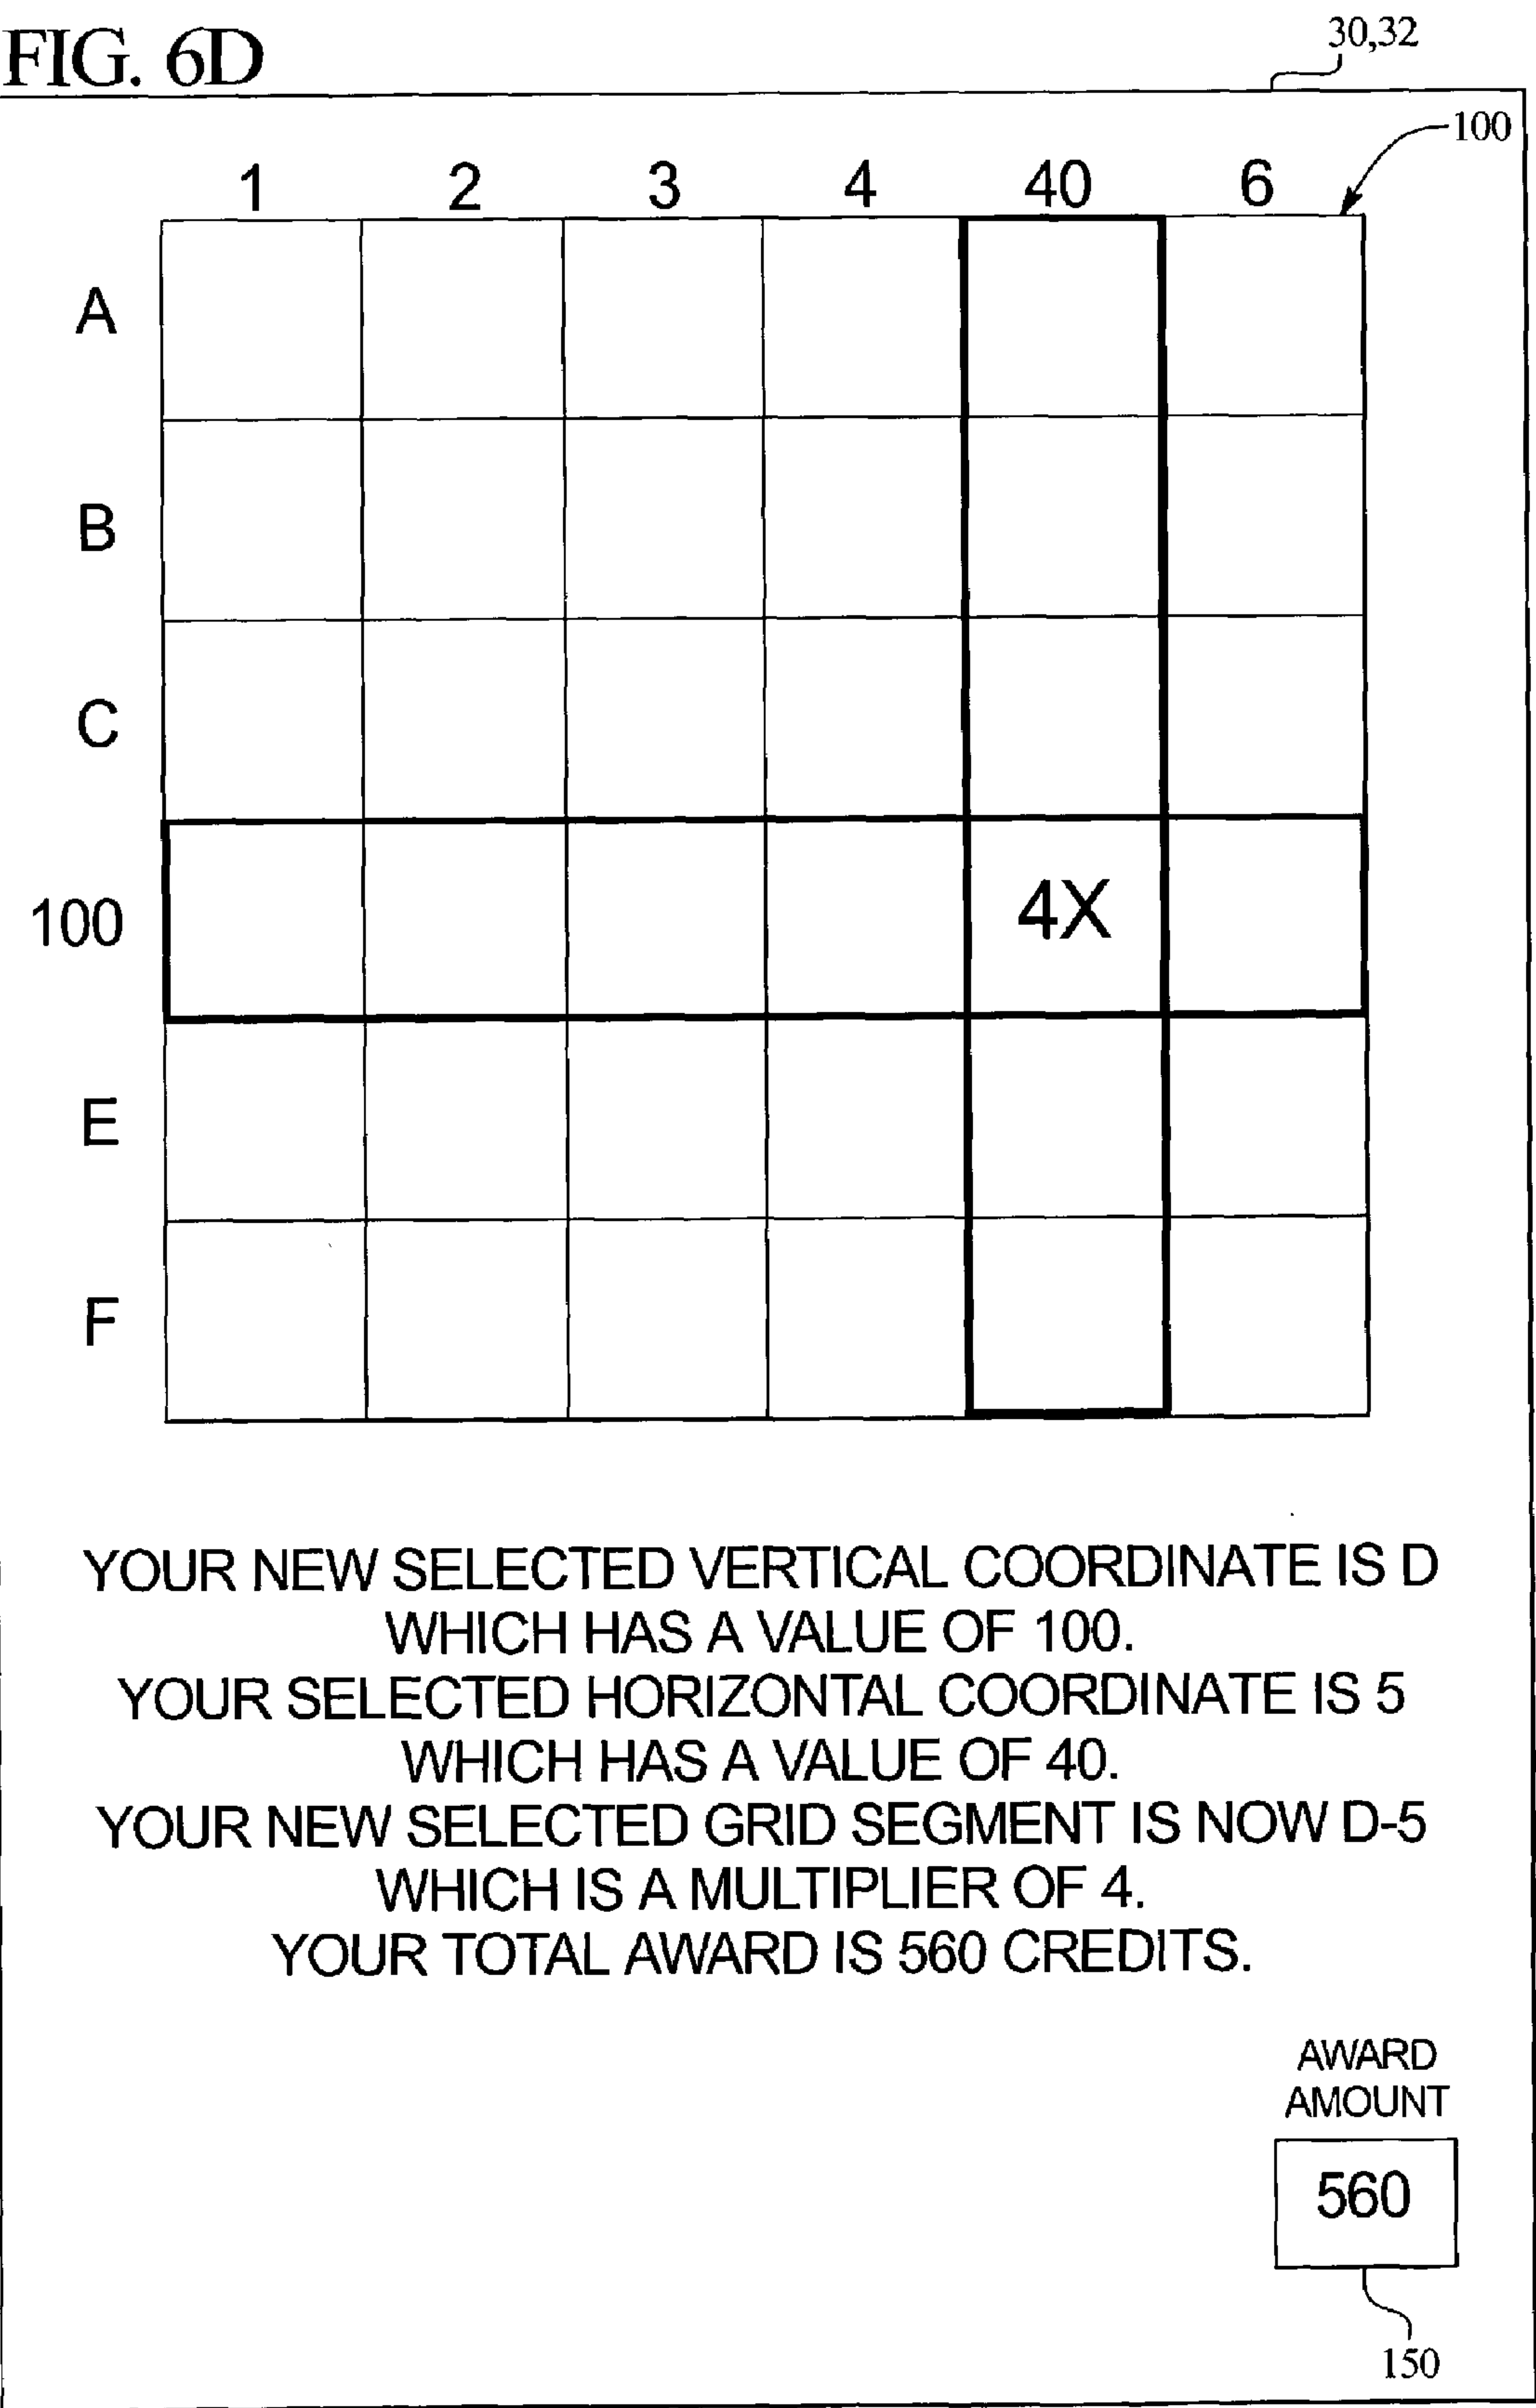 FIG. 6D
30,32
100
1 2 3 4 40 6
A
B
C
100 4X
E
F
YOUR NEW SELECTED VERTICAL COORDINATE IS D
WHICH HAS A VALUE OF 100.
YOUR SELECTED HORIZONTAL COORDINATE IS 5
WHICH HAS A VALUE OF 40.
YOUR NEW SELECTED GRID SEGMENT IS NOW D-5
WHICH IS A MULTIPLIER OF 4.
YOUR TOTAL AWARD IS 560 CREDITS.
AWARD
AMOUNT
560
150